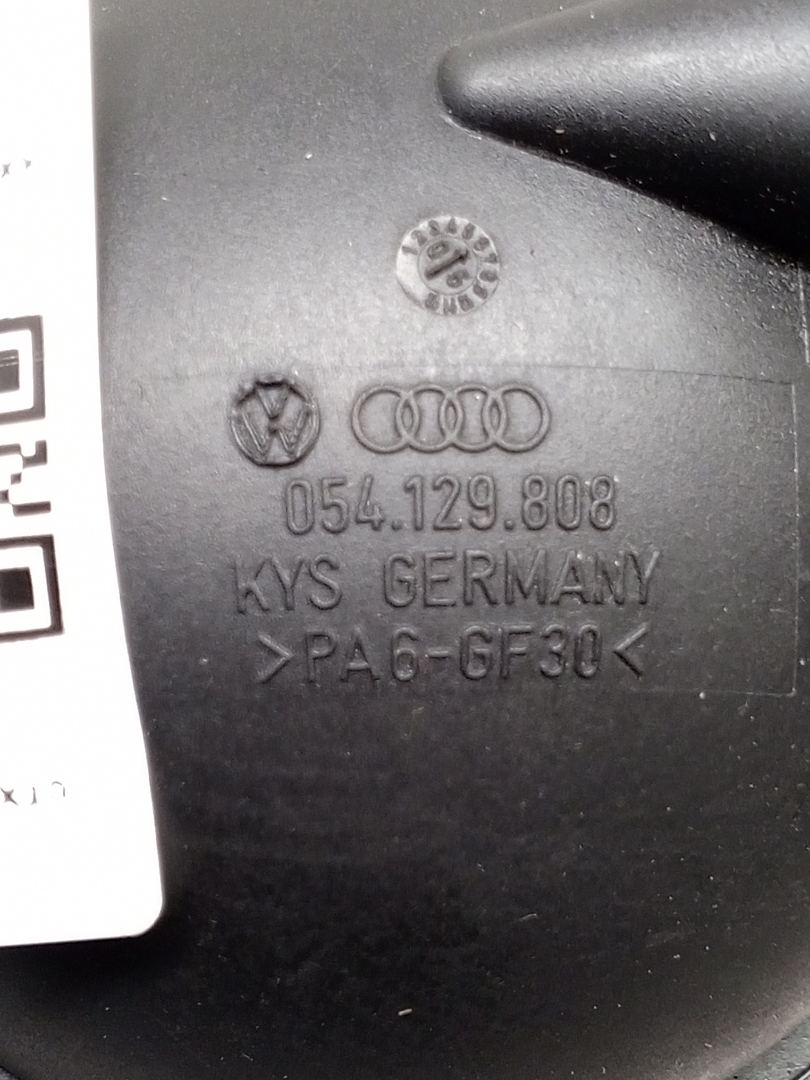 054.129.808
KYS GERMANY
>PA6-GF30<